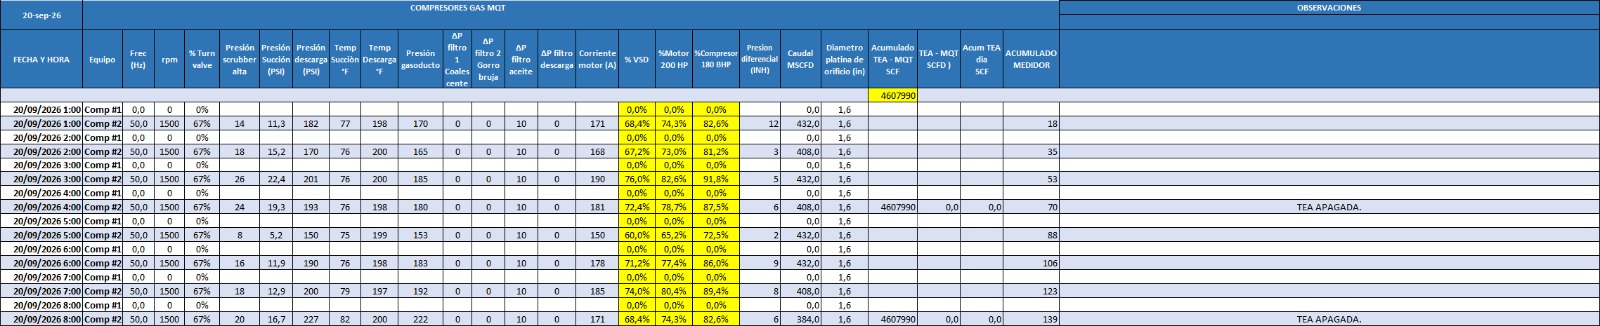 COMPRESORES GAS MQT OBSERVACIONES
20-sep-26
FECHA Y HORA Equipo Frec (Hz) rpm % Turn valve Presión scrubber alta Presión Succión (PSI) Presión descarga (PSI) Temp Succiòn °F Temp Descarga °F Presión gasoducto ΔP filtro 1 Coales cente ΔP filtro 2 Gorro bruja ΔP filtro aceite ΔP filtro descarga Corriente motor (A) % VSD %Motor 200 HP %Compresor 180 BHP Presion diferencial (INH) Caudal MSCFD Diametro platina de orificio (in) Acumulado TEA - MQT SCF TEA - MQT SCFD ) Acum TEA dia SCF ACUMULADO MEDIDOR
4607990
20/09/2026 1:00 Comp #1 0,0 0 0% 0,0% 0,0% 0,0% 0,0 1,6
20/09/2026 1:00 Comp #2 50,0 1500 67% 14 11,3 182 77 198 170 0 0 10 0 171 68,4% 74,3% 82,6% 12 432,0 1,6 18
20/09/2026 2:00 Comp #1 0,0 0 0% 0,0% 0,0% 0,0% 0,0 1,6
20/09/2026 2:00 Comp #2 50,0 1500 67% 18 15,2 170 76 200 165 0 0 10 0 168 67,2% 73,0% 81,2% 3 408,0 1,6 35
20/09/2026 3:00 Comp #1 0,0 0 0% 0,0% 0,0% 0,0% 0,0 1,6
20/09/2026 3:00 Comp #2 50,0 1500 67% 26 22,4 201 76 200 185 0 0 10 0 190 76,0% 82,6% 91,8% 5 432,0 1,6 53
20/09/2026 4:00 Comp #1 0,0 0 0% 0,0% 0,0% 0,0% 0,0 1,6
20/09/2026 4:00 Comp #2 50,0 1500 67% 24 19,3 193 76 198 180 0 0 10 0 181 72,4% 78,7% 87,5% 6 408,0 1,6 4607990 0,0 0,0 70 TEA APAGADA.
20/09/2026 5:00 Comp #1 0,0 0 0% 0,0% 0,0% 0,0% 0,0 1,6
20/09/2026 5:00 Comp #2 50,0 1500 67% 8 5,2 150 75 199 153 0 0 10 0 150 60,0% 65,2% 72,5% 2 432,0 1,6 88
20/09/2026 6:00 Comp #1 0,0 0 0% 0,0% 0,0% 0,0% 0,0 1,6
20/09/2026 6:00 Comp #2 50,0 1500 67% 16 11,9 190 76 198 183 0 0 10 0 178 71,2% 77,4% 86,0% 9 432,0 1,6 106
20/09/2026 7:00 Comp #1 0,0 0 0% 0,0% 0,0% 0,0% 0,0 1,6
20/09/2026 7:00 Comp #2 50,0 1500 67% 18 12,9 200 79 197 192 0 0 10 0 185 74,0% 80,4% 89,4% 8 408,0 1,6 123
20/09/2026 8:00 Comp #1 0,0 0 0% 0,0% 0,0% 0,0% 0,0 1,6
20/09/2026 8:00 Comp #2 50,0 1500 67% 20 16,7 227 82 200 222 0 0 10 0 171 68,4% 74,3% 82,6% 6 384,0 1,6 4607990 0,0 0,0 139 TEA APAGADA.